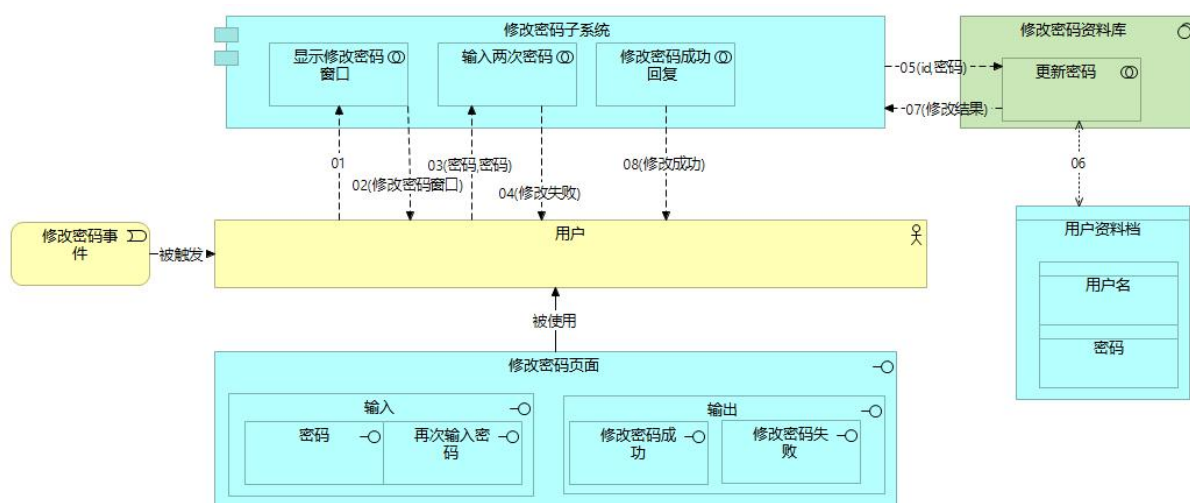 修改密码子系统
显示修改密码
窗口
输入两次密码
修改密码成功
回复
05(id,密码)
07(修改结果)
修改密码资料库
更新密码
01
02(修改密码窗口)
03(密码,密码)
04(修改失败)
08(修改成功)
06
修改密码事
件
被触发
用户
用户资料档
用户名
密码
被使用
修改密码页面
输入
密码
再次输入密
码
输出
修改密码成
功
修改密码失
败